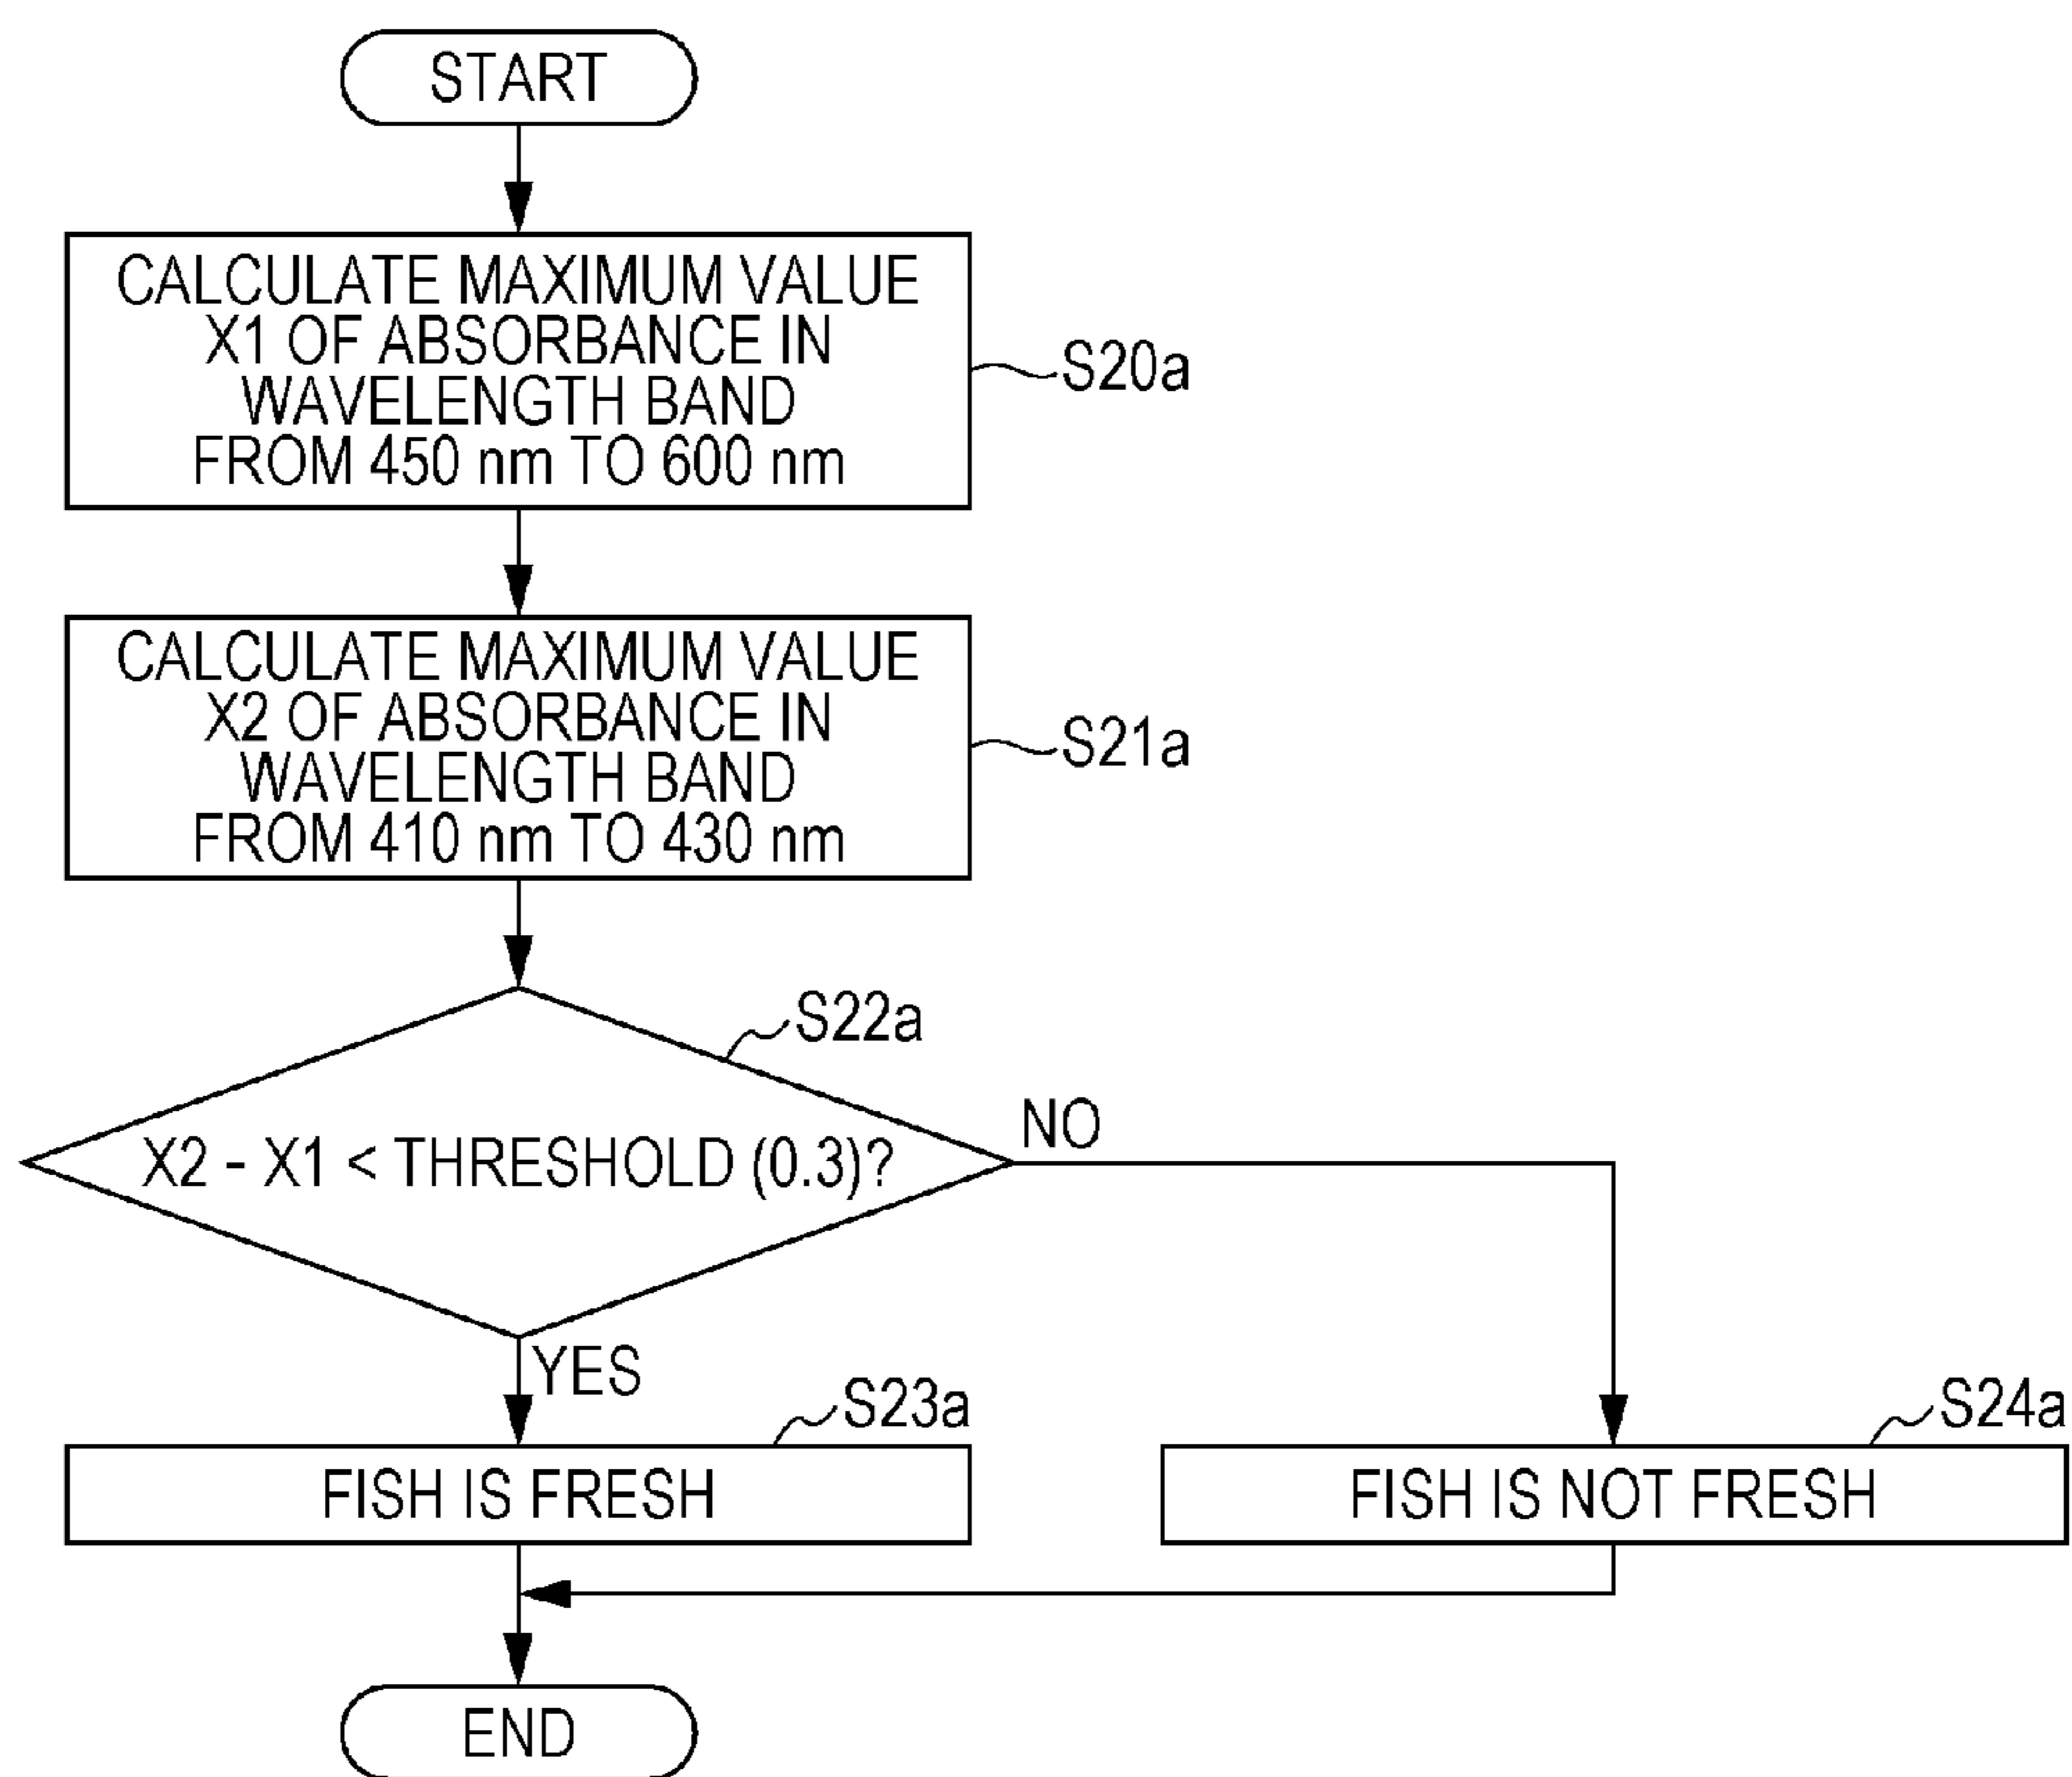 START
CALCULATE MAXIMUM VALUE
X1 OF ABSORBANCE IN
WAVELENGTH BAND
FROM 450 nm TO 600 nm
S20a
CALCULATE MAXIMUM VALUE
X2 OF ABSORBANCE IN
WAVELENGTH BAND
FROM 410 nm TO 430 nm
S21a
S22a
X2 - X1 < THRESHOLD (0.3)?
NO
YES
S23a
FISH IS FRESH
S24a
FISH IS NOT FRESH
END